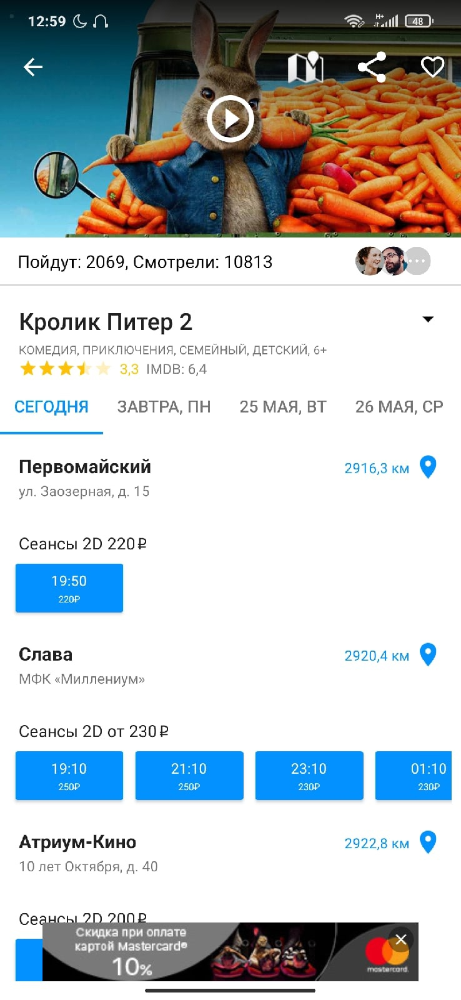 12:59
H+
48
Пойдут: 2069, Смотрели: 10813
Кролик Питер 2
КОМЕДИЯ, ПРИКЛЮЧЕНИЯ, СЕМЕЙНЫЙ, ДЕТСКИЙ, 6+
3,3 IMDB: 6,4
СЕГОДНЯ ЗАВТРА, ПН 25 МАЯ, ВТ 26 МАЯ, СР
Первомайский 2916,3 км
ул. Заозерная, д. 15
Сеансы 2D 220₽
19:50
220₽
Слава 2920,4 км
МФК «Миллениум»
Сеансы 2D от 230₽
19:10 21:10 23:10 01:10
250₽ 250₽ 230₽ 230₽
Атриум-Кино 2922,8 км
10 лет Октября, д. 40
Сеансы 2D 200₽
Скидка при оплате
картой Mastercard®
10%
mastercard.